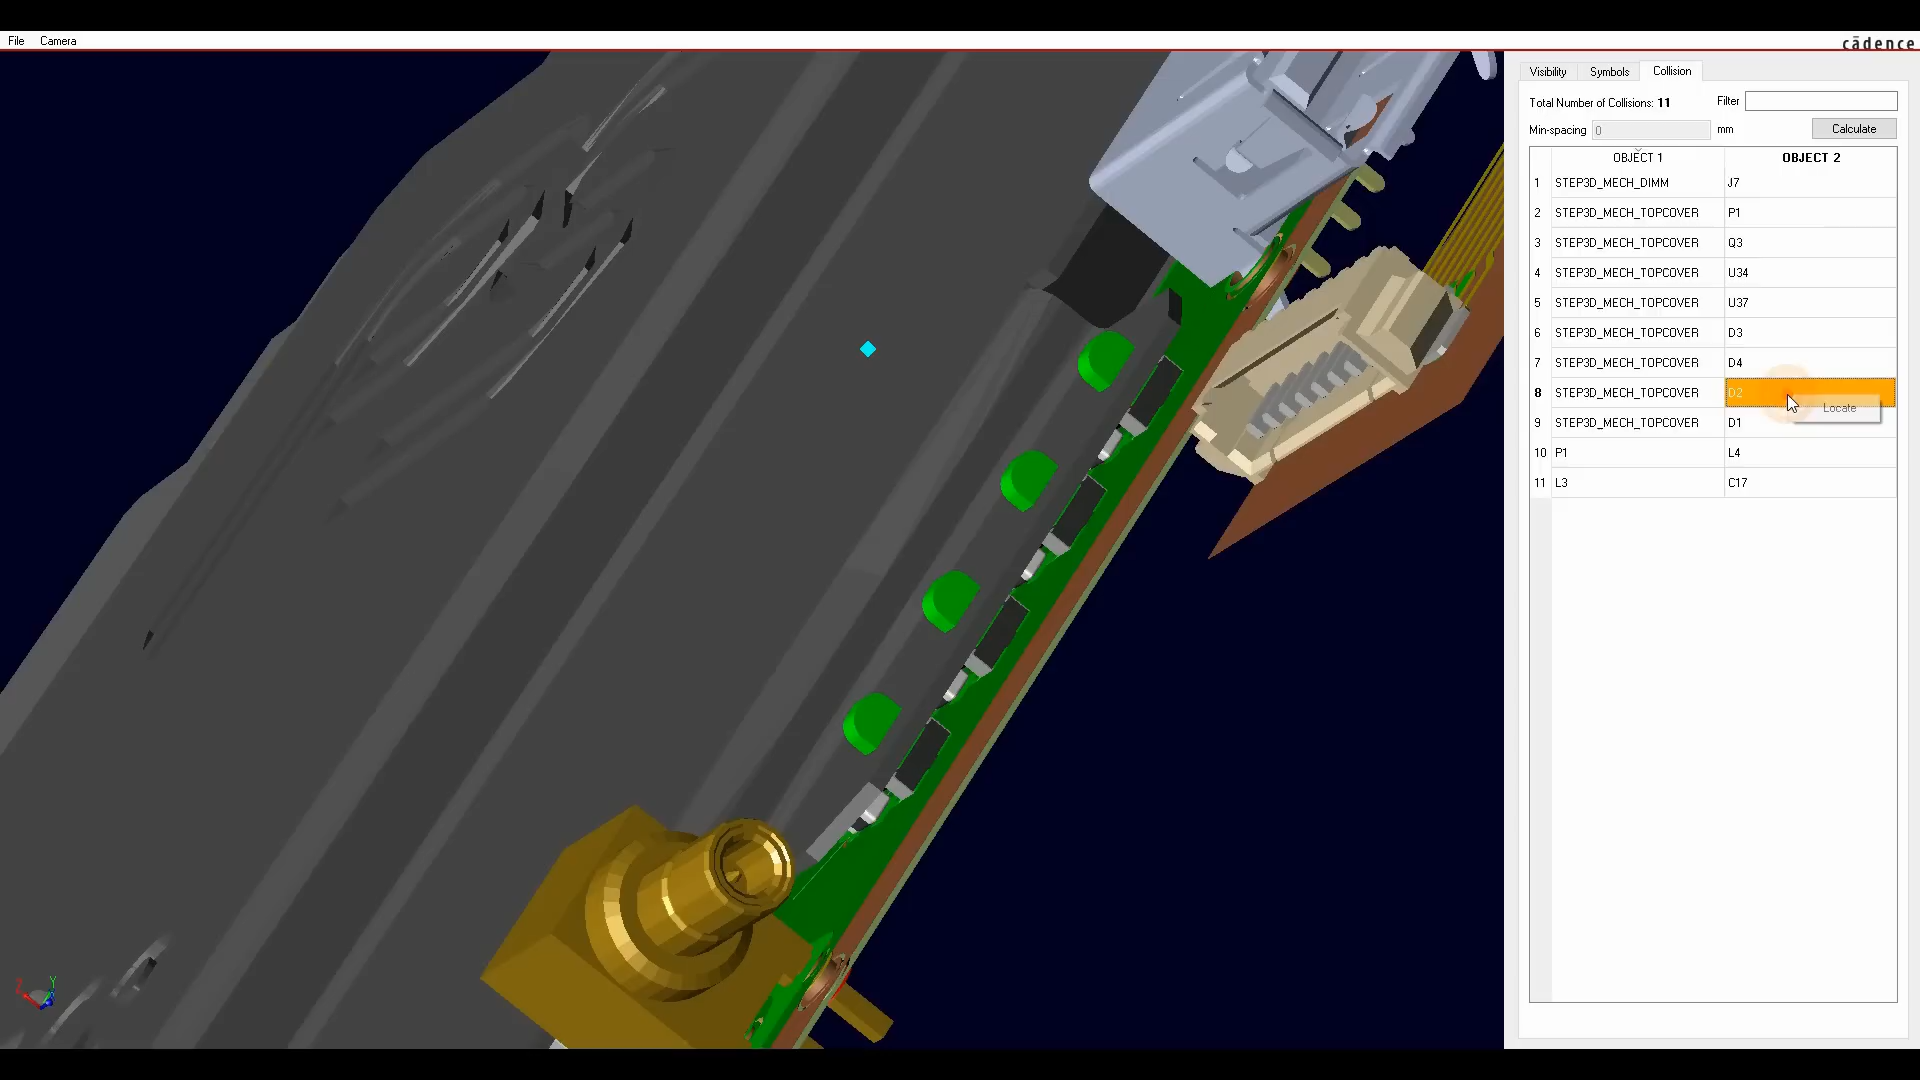 File Camera
cādence
Visibility Symbols Collision
Total Number of Collisions: 11 Filter
Min-spacing 0 mm Calculate
OBJECT 1 OBJECT 2
1 STEP3D_MECH_DIMM J7
2 STEP3D_MECH_TOPCOVER P1
3 STEP3D_MECH_TOPCOVER Q3
4 STEP3D_MECH_TOPCOVER U34
5 STEP3D_MECH_TOPCOVER U37
6 STEP3D_MECH_TOPCOVER D3
7 STEP3D_MECH_TOPCOVER D4
8 STEP3D_MECH_TOPCOVER D2
Locate
9 STEP3D_MECH_TOPCOVER D1
10 P1 L4
11 L3 C17
Z Y